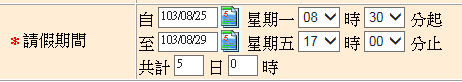 *請假期間
自 103/08/25 星期一 08 時 30 分起
至 103/08/29 星期五 17 時 00 分止
共計 5 日 0 時